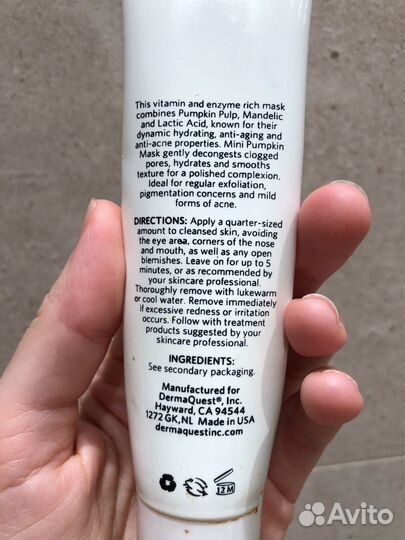 This vitamin and enzyme rich mask
combines Pumpkin Pulp, Mandelic
and Lactic Acid, known for their
dynamic hydrating, anti-aging and
anti-acne properties. Mini Pumpkin
Mask gently decongests clogged
pores, hydrates and smooths
texture for a polished complexion.
Ideal for regular exfoliation,
pigmentation concerns and mild
forms of acne.
DIRECTIONS: Apply a quarter-sized
amount to cleansed skin, avoiding
the eye area, corners of the nose
and mouth, as well as any open
blemishes. Leave on for up to 5
minutes, or as recommended by
your skincare professional.
Thoroughly remove with lukewarm
or cool water. Remove immediately
if excessive redness or irritation
occurs. Follow with treatment
products suggested by your
skincare professional.
INGREDIENTS:
See secondary packaging.
Manufactured for
DermaQuest®, Inc.
Hayward, CA 94544
1272 GK,NL Made in USA
dermaquestinc.com
12 M
Avito